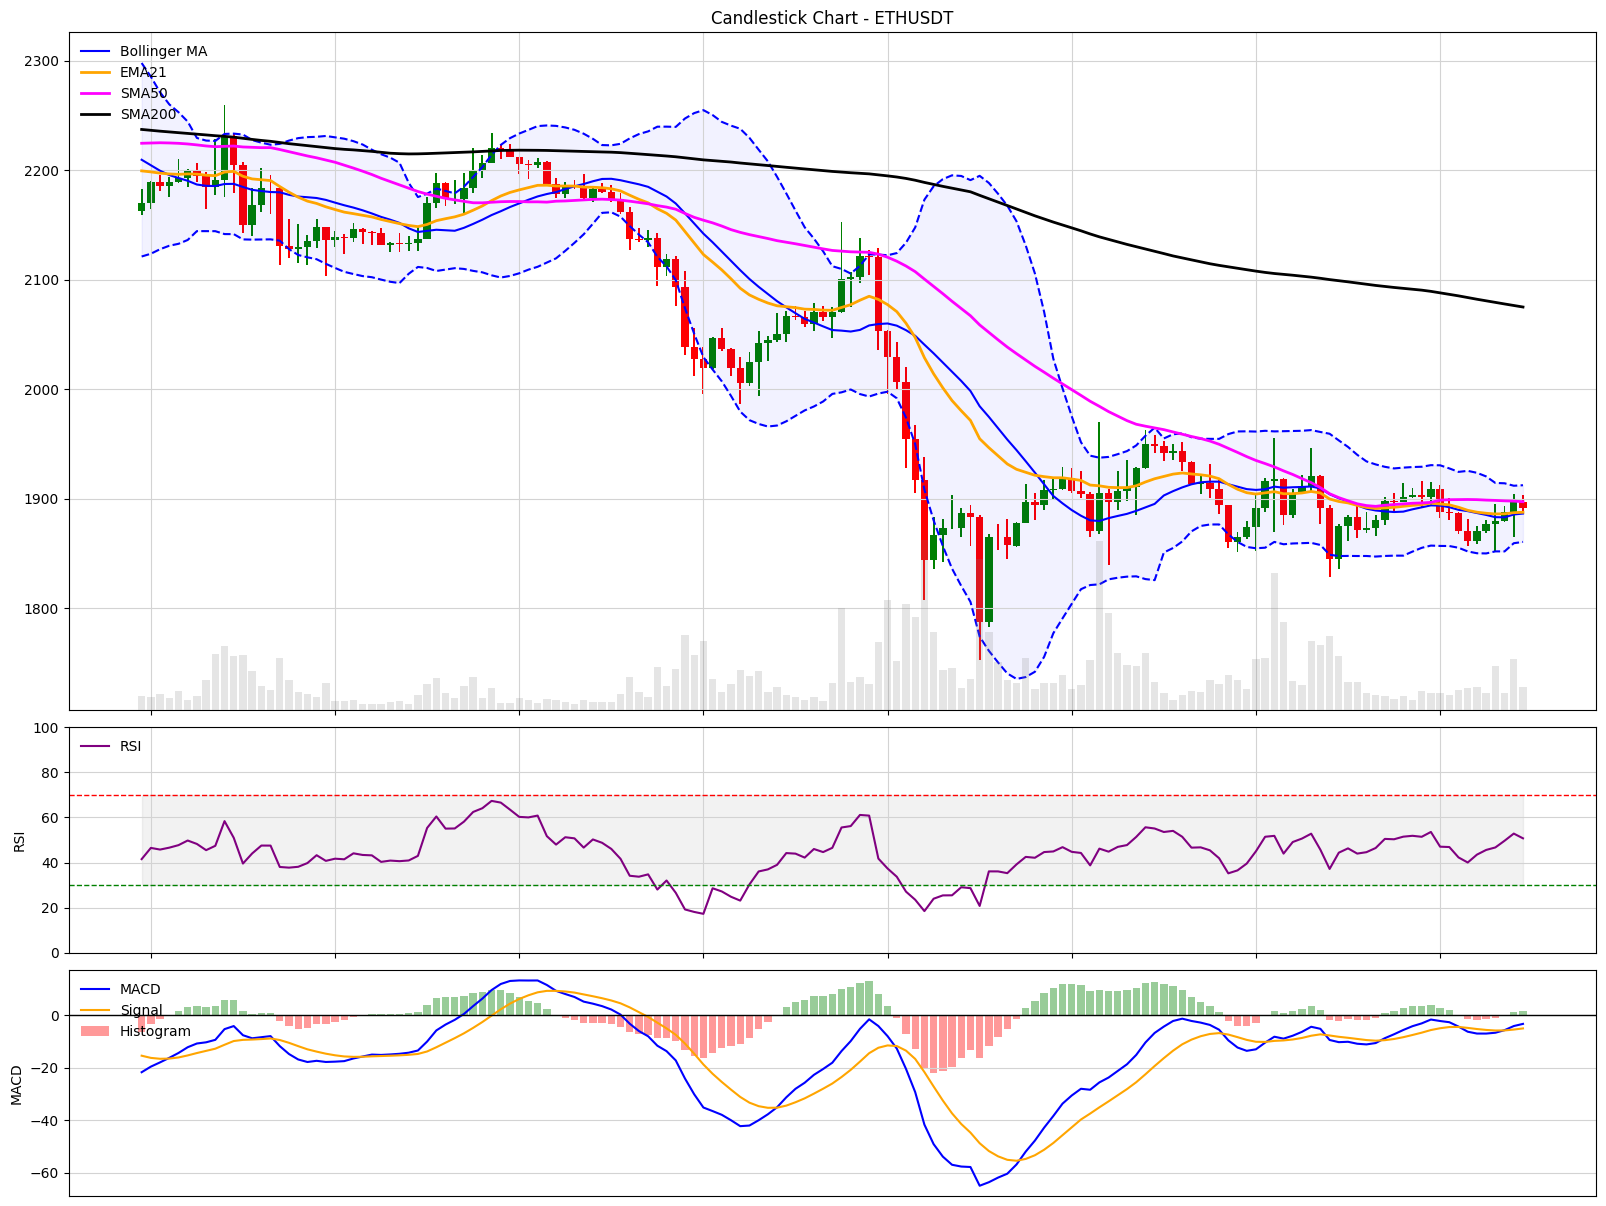 Candlestick Chart - ETHUSDT
Bollinger MA
EMA21
SMA50
SMA200
2300
2200
2100
2000
1900
1800
RSI
100
80
60
40
20
0
RSI
MACD
Signal
Histogram
0
−20
−40
−60
MACD